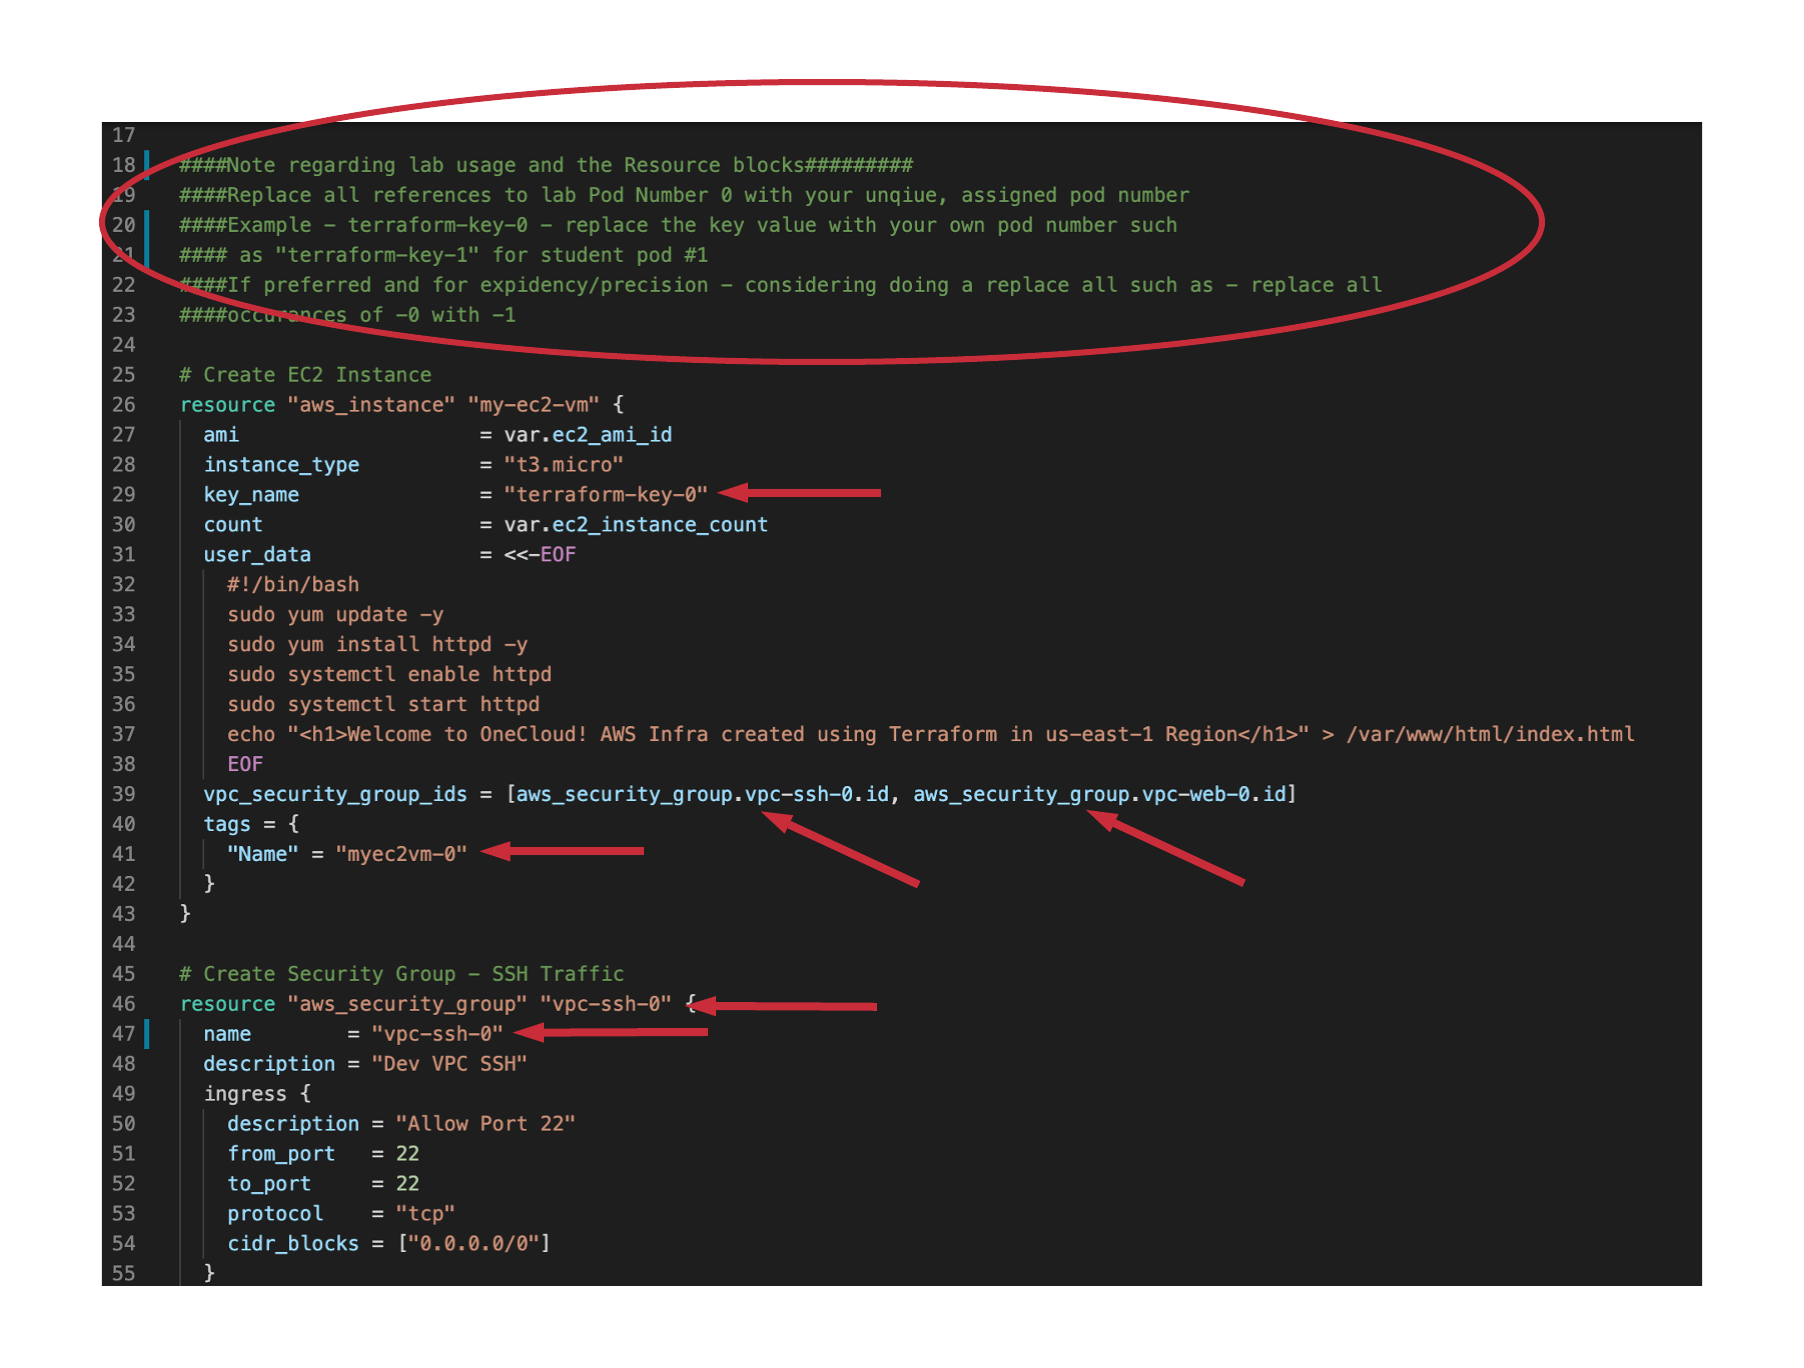 17
18 ####Note regarding lab usage and the Resource blocks#########
19 ####Replace all references to lab Pod Number 0 with your unqiue, assigned pod number
20 ####Example - terraform-key-0 - replace the key value with your own pod number such
21 #### as "terraform-key-1" for student pod #1
22 ####If preferred and for expidency/precision - considering doing a replace all such as - replace all
23 ####occurances of -0 with -1
24
25 # Create EC2 Instance
26 resource "aws_instance" "my-ec2-vm" {
27   ami                    = var.ec2_ami_id
28   instance_type          = "t3.micro"
29   key_name               = "terraform-key-0"
30   count                  = var.ec2_instance_count
31   user_data              = <<-EOF
32     #!/bin/bash
33     sudo yum update -y
34     sudo yum install httpd -y
35     sudo systemctl enable httpd
36     sudo systemctl start httpd
37     echo "<h1>Welcome to OneCloud! AWS Infra created using Terraform in us-east-1 Region</h1>" > /var/www/html/index.html
38     EOF
39   vpc_security_group_ids = [aws_security_group.vpc-ssh-0.id, aws_security_group.vpc-web-0.id]
40   tags = {
41     "Name" = "myec2vm-0"
42   }
43 }
44
45 # Create Security Group - SSH Traffic
46 resource "aws_security_group" "vpc-ssh-0" {
47   name        = "vpc-ssh-0"
48   description = "Dev VPC SSH"
49   ingress {
50     description = "Allow Port 22"
51     from_port   = 22
52     to_port     = 22
53     protocol    = "tcp"
54     cidr_blocks = ["0.0.0.0/0"]
55   }